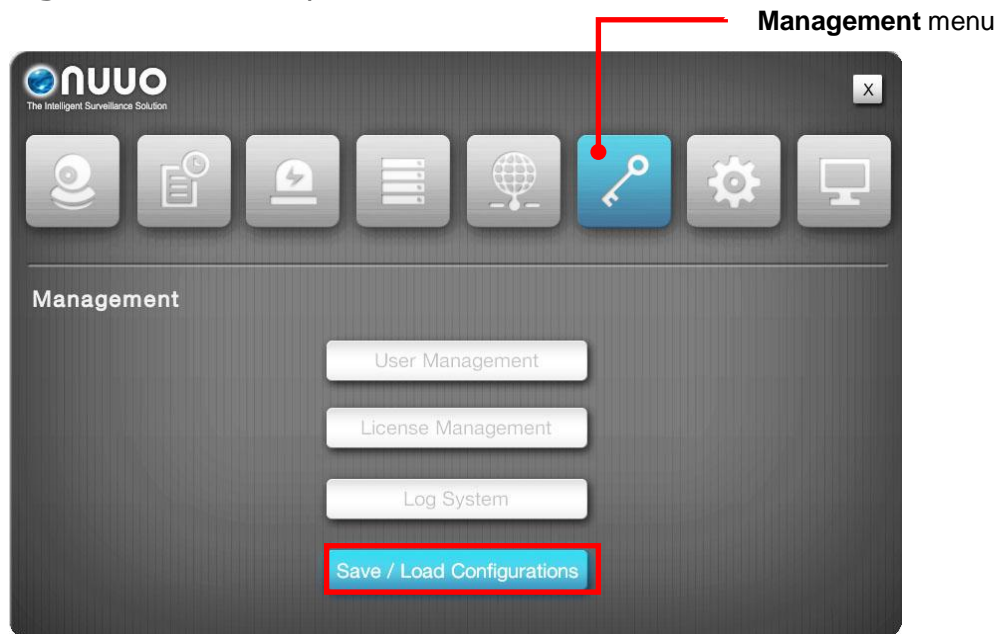 Management menu
nuuo
The Intelligent Surveillance Solution
X
Management
User Management
License Management
Log System
Save / Load Configurations